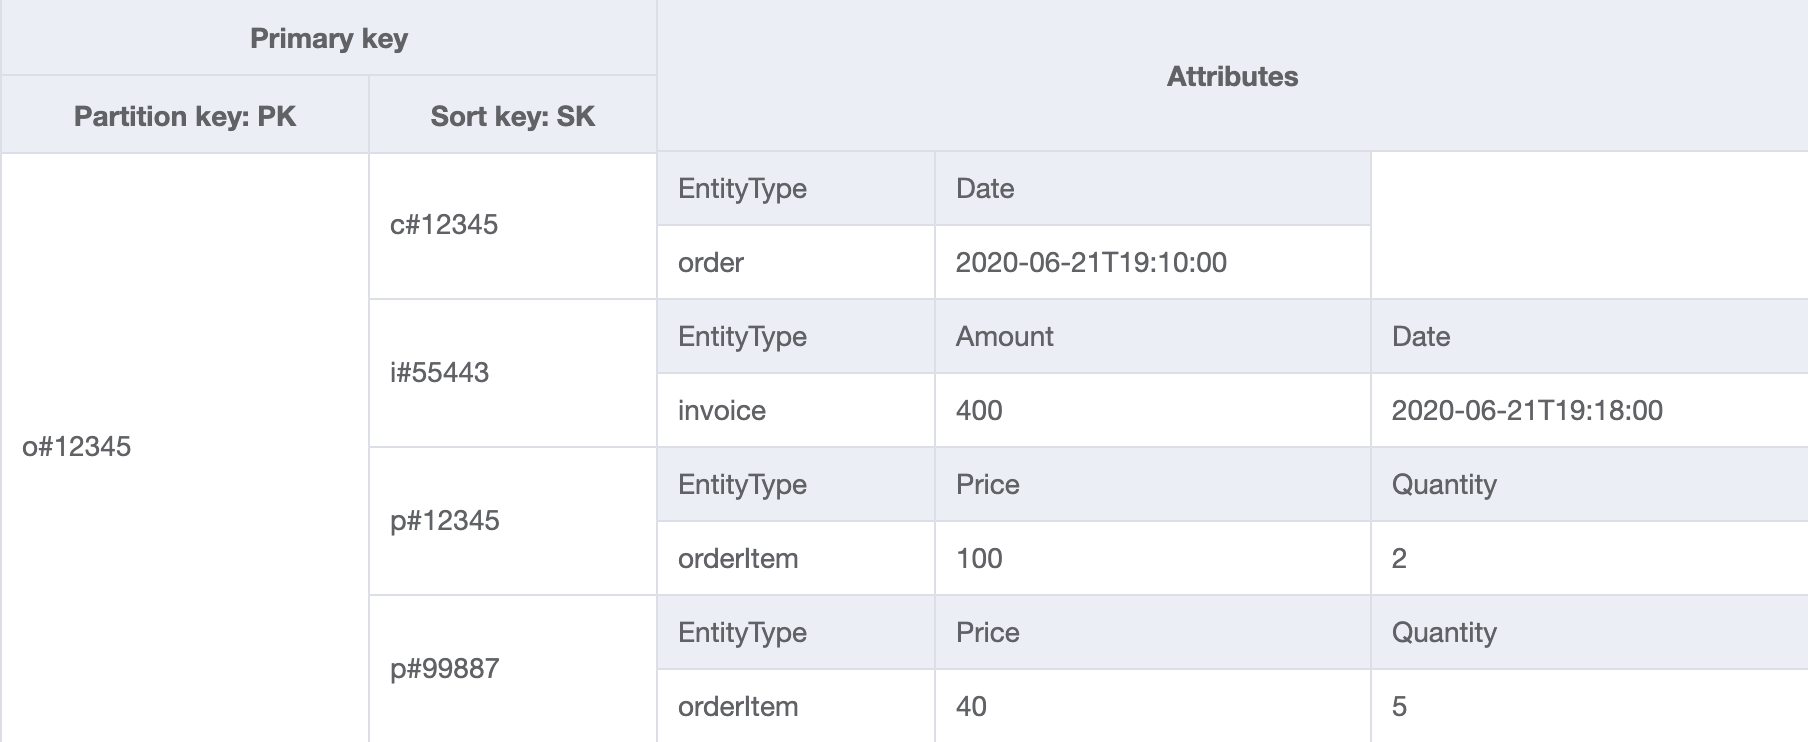 Primary key
Attributes
Partition key: PK Sort key: SK
o#12345
c#12345
EntityType Date
order 2020-06-21T19:10:00
i#55443
EntityType Amount Date
invoice 400 2020-06-21T19:18:00
p#12345
EntityType Price Quantity
orderItem 100 2
p#99887
EntityType Price Quantity
orderItem 40 5